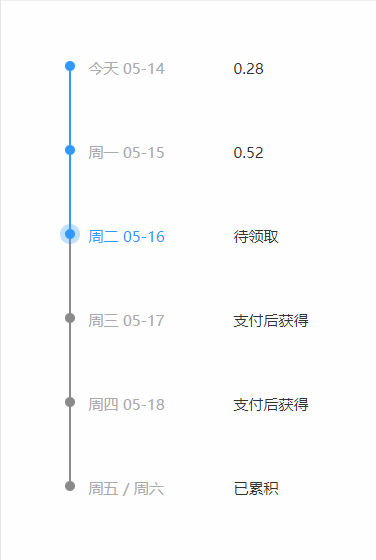 今天 05-14 0.28
周一 05-15 0.52
周二 05-16 待领取
周三 05-17 支付后获得
周四 05-18 支付后获得
周五 / 周六 已累积